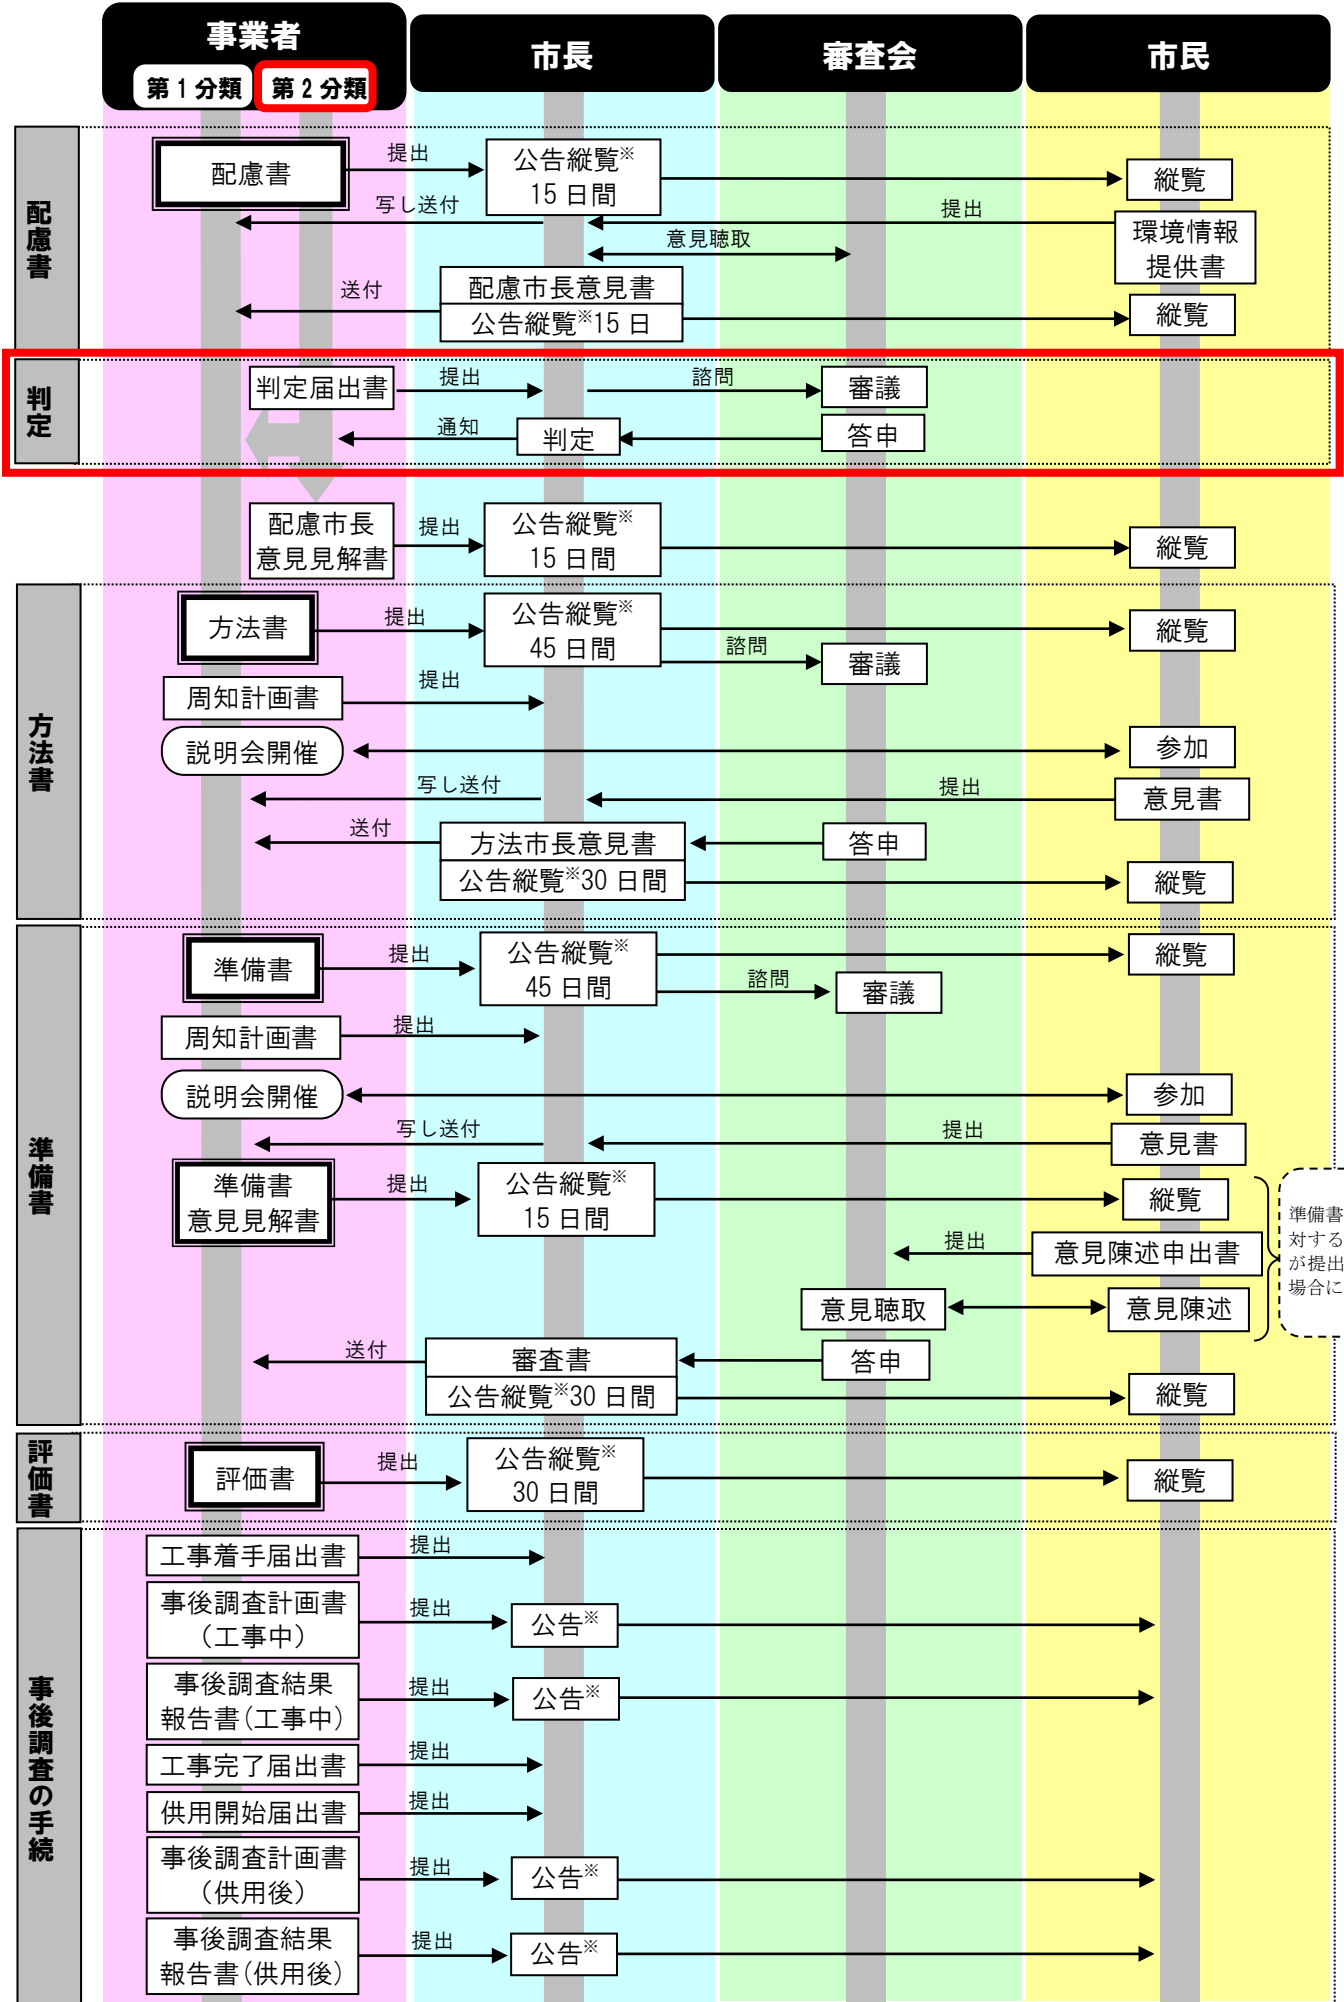 事業者
市長
審査会
市民
第1分類
第2分類
配慮書
配慮書
提出
公告縦覧※
15日間
縦覧
写し送付
提出
環境情報
提供書
意見聴取
送付
配慮市長意見書
公告縦覧※15日
縦覧
判定
判定届出書
提出
諮問
審議
通知
判定
答申
配慮市長
意見見解書
提出
公告縦覧※
15日間
縦覧
方法書
方法書
提出
公告縦覧※
45日間
縦覧
諮問
審議
周知計画書
提出
説明会開催
参加
写し送付
提出
意見書
送付
方法市長意見書
答申
公告縦覧※30日間
縦覧
準備書
準備書
提出
公告縦覧※
45日間
縦覧
諮問
審議
周知計画書
提出
説明会開催
参加
写し送付
提出
意見書
準備書
意見見解書
提出
公告縦覧※
15日間
縦覧
提出
意見陳述申出書
準備書
対する
が提出
場合に
意見聴取
意見陳述
送付
審査書
答申
公告縦覧※30日間
縦覧
評価書
評価書
提出
公告縦覧※
30日間
縦覧
事後調査の手続
工事着手届出書
提出
事後調査計画書
(工事中)
提出
公告※
事後調査結果
報告書(工事中)
提出
公告※
工事完了届出書
提出
供用開始届出書
提出
事後調査計画書
(供用後)
提出
公告※
事後調査結果
報告書(供用後)
提出
公告※